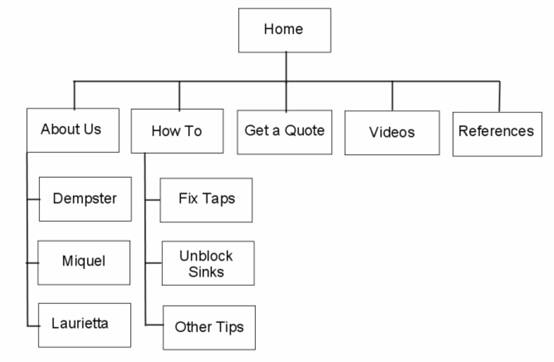 Home
About Us
How To
Get a Quote
Videos
References
Dempster
Fix Taps
Miquel
Unblock
Sinks
Laurietta
Other Tips